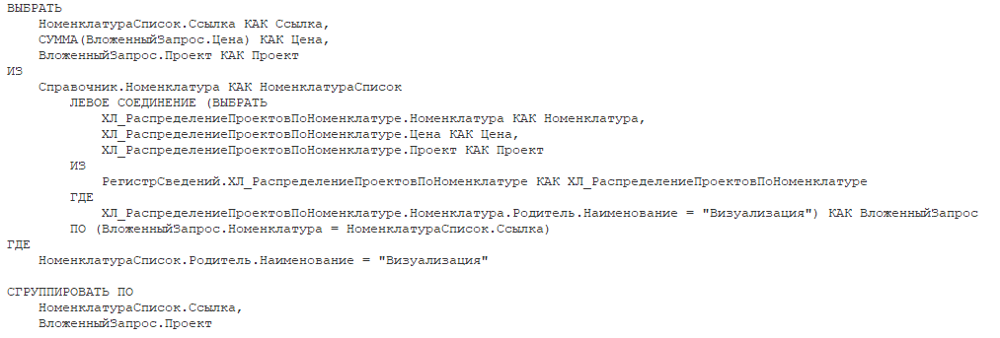 ВЫБРАТЬ
НоменклатураСписок.Ссылка КАК Ссылка,
СУММА(ВложенныйЗапрос.Цена) КАК Цена,
ВложенныйЗапрос.Проект КАК Проект
ИЗ
Справочник.Номенклатура КАК НоменклатураСписок
ЛЕВОЕ СОЕДИНЕНИЕ (ВЫБРАТЬ
ХЛ_РаспределениеПроектовПоНоменклатуре.Номенклатура КАК Номенклатура,
ХЛ_РаспределениеПроектовПоНоменклатуре.Цена КАК Цена,
ХЛ_РаспределениеПроектовПоНоменклатуре.Проект КАК Проект
ИЗ
РегистрСведений.ХЛ_РаспределениеПроектовПоНоменклатуре КАК ХЛ_РаспределениеПроектовПоНоменклатуре
ГДЕ
ХЛ_РаспределениеПроектовПоНоменклатуре.Номенклатура.Родитель.Наименование = "Визуализация") КАК ВложенныйЗапрос
ПО (ВложенныйЗапрос.Номенклатура = НоменклатураСписок.Ссылка)
ГДЕ
НоменклатураСписок.Родитель.Наименование = "Визуализация"
СГРУППИРОВАТЬ ПО
НоменклатураСписок.Ссылка,
ВложенныйЗапрос.Проект